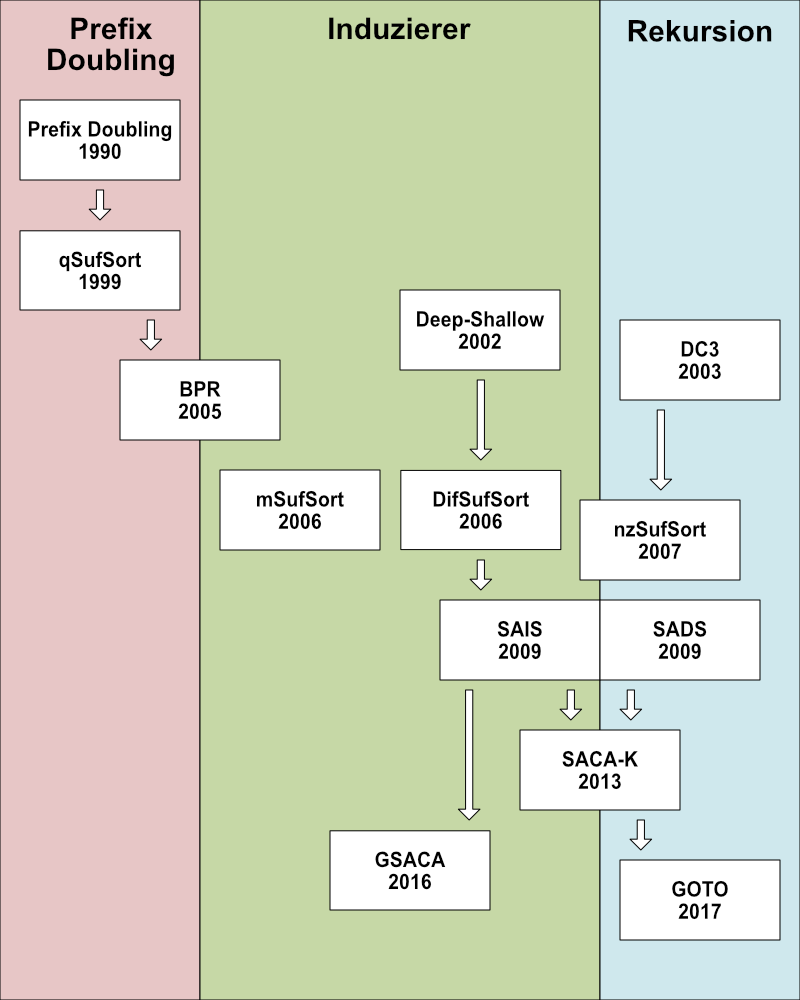 Prefix
Doubling
Induzierer
Rekursion
Prefix Doubling
1990
qSufSort
1999
Deep-Shallow
2002
DC3
2003
BPR
2005
mSufSort
2006
DifSufSort
2006
nzSufSort
2007
SAIS
2009
SADS
2009
SACA-K
2013
GSACA
2016
GOTO
2017